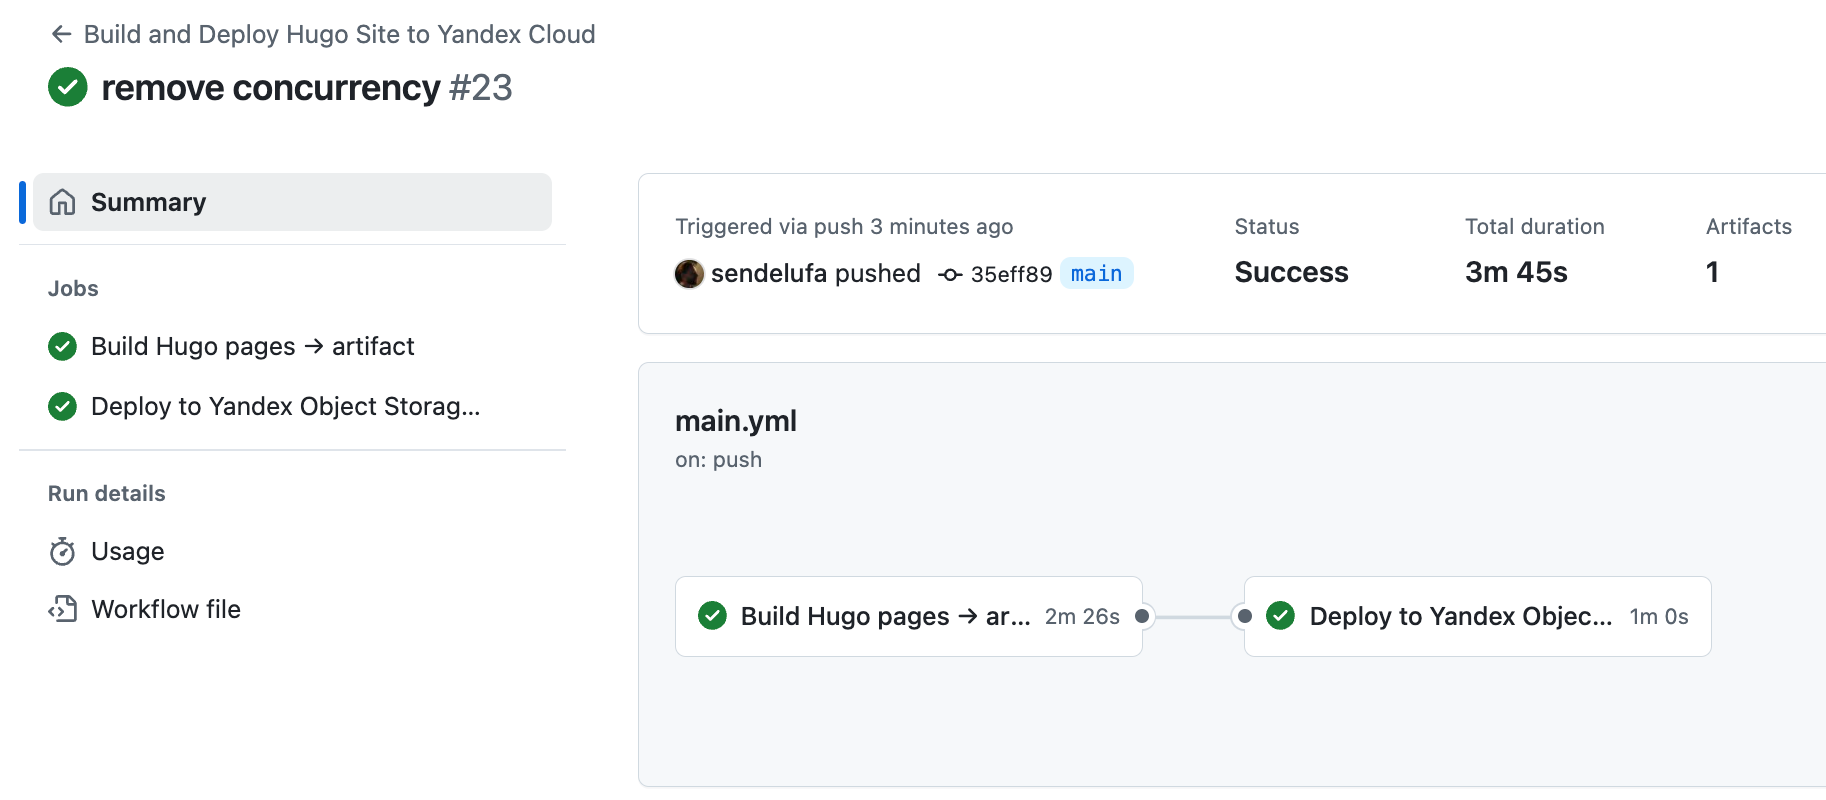 ← Build and Deploy Hugo Site to Yandex Cloud
remove concurrency #23
Summary
Jobs
Build Hugo pages → artifact
Deploy to Yandex Object Storag...
Run details
Usage
Workflow file
Triggered via push 3 minutes ago
sendelufa pushed 35eff89 main
Status
Success
Total duration
3m 45s
Artifacts
1
main.yml
on: push
Build Hugo pages → ar... 2m 26s
Deploy to Yandex Objec... 1m 0s